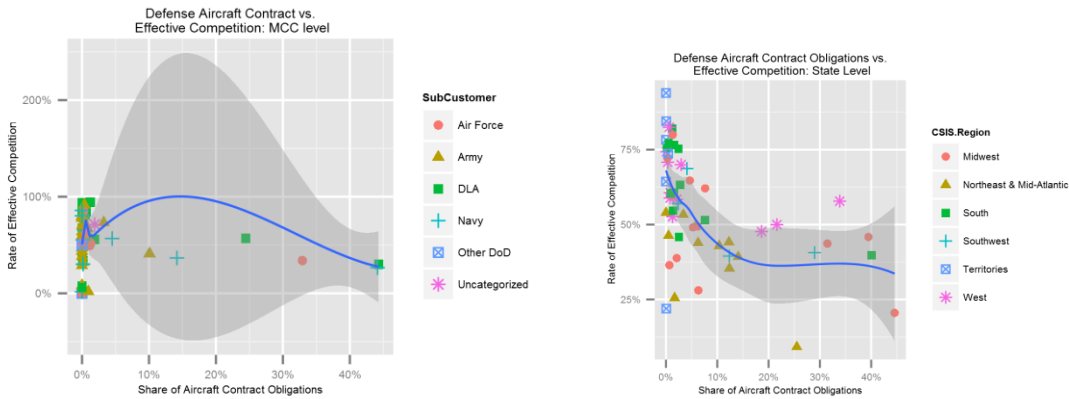 Defense Aircraft Contract vs.
Effective Competition: MCC level
Rate of Effective Competition
200%
100%
0%
0%
10%
20%
30%
40%
Share of Aircraft Contract Obligations
SubCustomer
Air Force
Army
DLA
Navy
Other DoD
Uncategorized
Defense Aircraft Contract Obligations vs.
Effective Competition: State Level
Rate of Effective Competition
75%
50%
25%
0%
10%
20%
30%
40%
Share of Aircraft Contract Obligations
CSIS.Region
Midwest
Northeast & Mid-Atlantic
South
Southwest
Territories
West